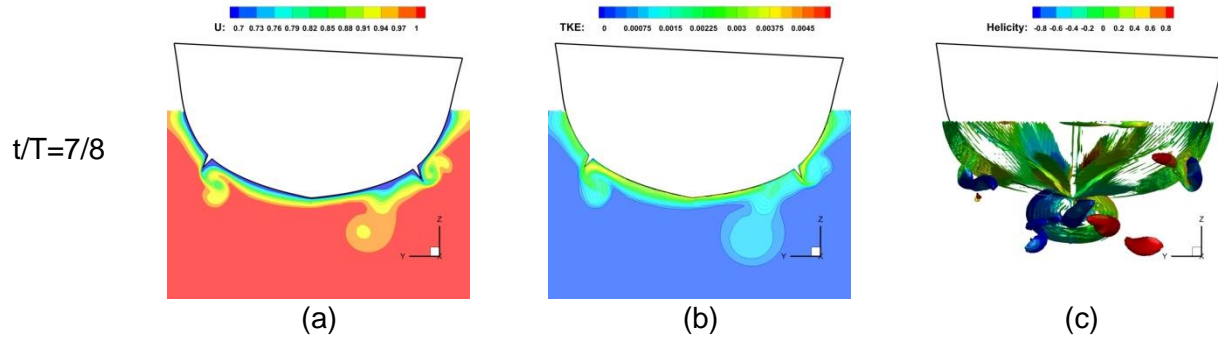 U: 0.7 0.73 0.76 0.79 0.82 0.85 0.88 0.91 0.94 0.97 1
TKE: 0 0.00075 0.0015 0.00225 0.003 0.00375 0.0045
Helicity: -0.8 -0.6 -0.4 -0.2 0 0.2 0.4 0.6 0.8
t/T=7/8
Z Z Z
Y X Y X Y X
(a) (b) (c)